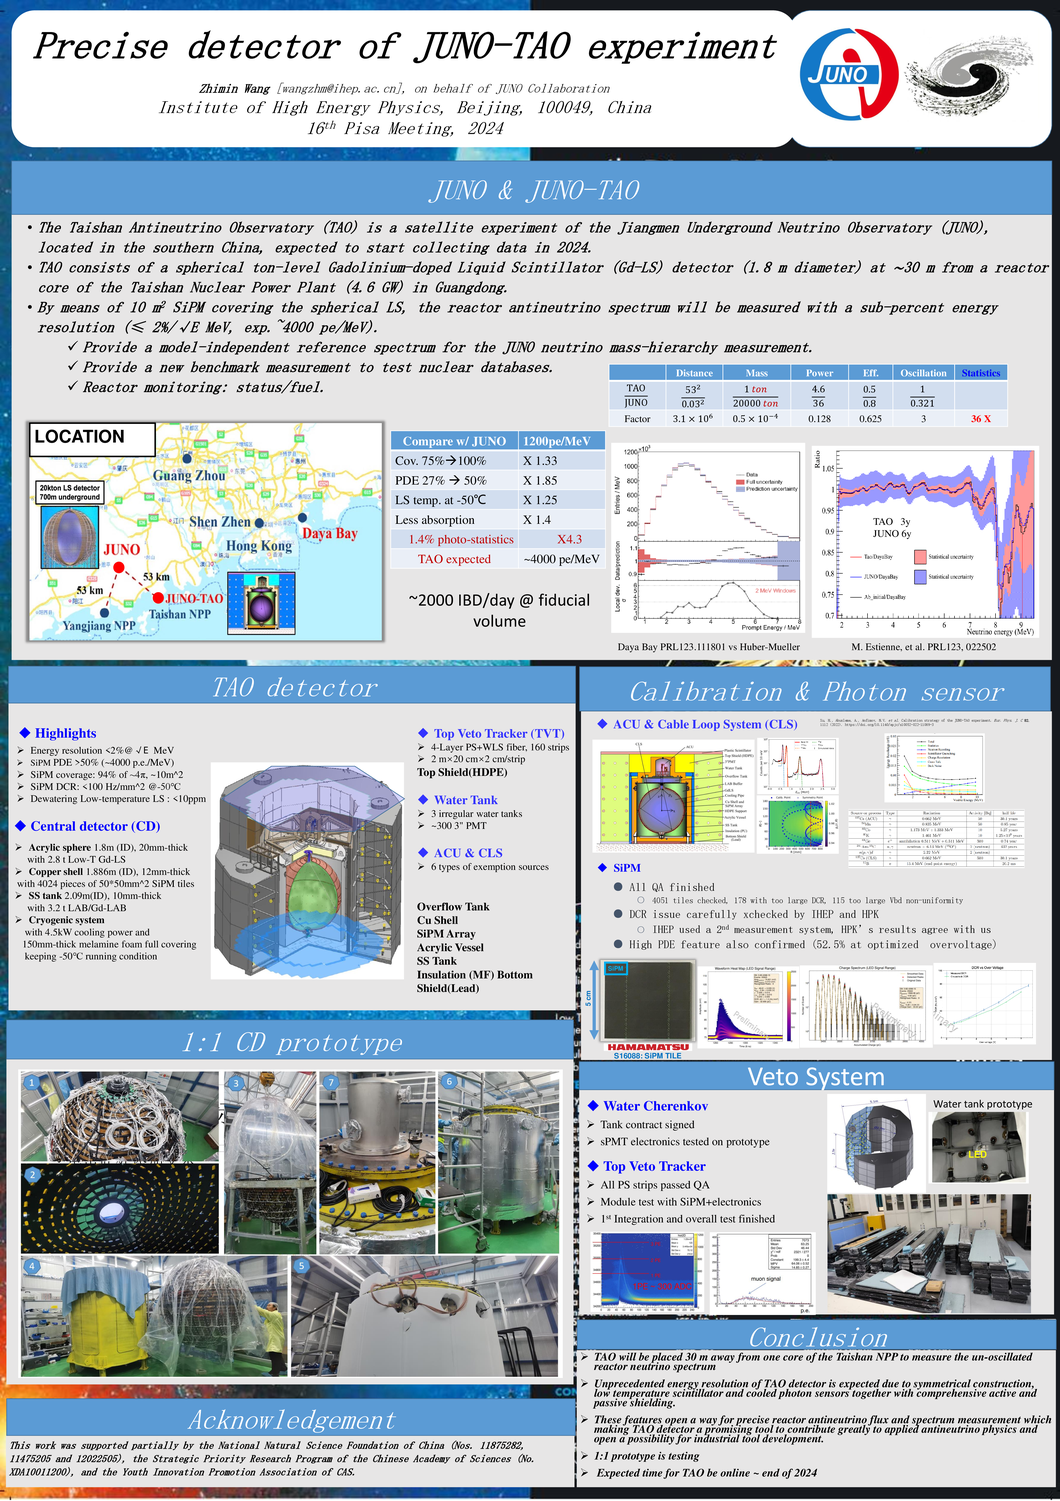 Precise detector of JUNO-TAO experiment
Zhimin Wang [wangzhm@ihep.ac.cn], on behalf of JUNO Collaboration
Institute of High Energy Physics, Beijing, 100049, China
16th Pisa Meeting, 2024
JUNO
JUNO & JUNO-TAO
• The Taishan Antineutrino Observatory (TAO) is a satellite experiment of the Jiangmen Underground Neutrino Observatory (JUNO),
located in the southern China, expected to start collecting data in 2024.
• TAO consists of a spherical ton-level Gadolinium-doped Liquid Scintillator (Gd-LS) detector (1.8 m diameter) at ~30 m from a reactor
core of the Taishan Nuclear Power Plant (4.6 GW) in Guangdong.
• By means of 10 m² SiPM covering the spherical LS, the reactor antineutrino spectrum will be measured with a sub-percent energy
resolution (≤ 2%/√E MeV, exp. ~4000 pe/MeV).
✓ Provide a model-independent reference spectrum for the JUNO neutrino mass-hierarchy measurement.
✓ Provide a new benchmark measurement to test nuclear databases.
✓ Reactor monitoring: status/fuel.
Distance Mass Power Eff. Oscillation Statistics
TAO 53² 1 ton 4.6 0.5 1
JUNO 0.03² 20000 ton 36 0.8 0.321
Factor 3.1 × 10⁶ 0.5 × 10⁻⁴ 0.128 0.625 3 36 X
LOCATION
20kton LS detector
700m underground
Guang Zhou
Shen Zhen
Daya Bay
Hong Kong
JUNO
53 km
53 km
JUNO-TAO
Taishan NPP
Yangjiang NPP
Compare w/ JUNO 1200pe/MeV
Cov. 75%→100% X 1.33
PDE 27% → 50% X 1.85
LS temp. at -50℃ X 1.25
Less absorption X 1.4
1.4% photo-statistics X4.3
TAO expected ~4000 pe/MeV
~2000 IBD/day @ fiducial
volume
Entries / MeV
Data
Full uncertainty
Prediction uncertainty
Data/prediction
Local dev.
2 MeV Windows
Prompt Energy / MeV
Daya Bay PRL123.111801 vs Huber-Mueller
Ratio
TAO 3y
JUNO 6y
Tao/DayaBay Statistical uncertainty
JUNO/DayaBay Statistical uncertainty
Ab_initial/DayaBay
Neutrino energy (MeV)
M. Estienne, et al. PRL123, 022502
TAO detector
◆ Highlights
➢ Energy resolution <2%@ √E MeV
➢ SiPM PDE >50% (~4000 p.e./MeV)
➢ SiPM coverage: 94% of ~4π, ~10m^2
➢ SiPM DCR: <100 Hz/mm^2 @-50°C
➢ Dewatering Low-temperature LS : <10ppm
◆ Central detector (CD)
➢ Acrylic sphere 1.8m (ID), 20mm-thick
with 2.8 t Low-T Gd-LS
➢ Copper shell 1.886m (ID), 12mm-thick
with 4024 pieces of 50*50mm^2 SiPM tiles
➢ SS tank 2.09m(ID), 10mm-thick
with 3.2 t LAB/Gd-LAB
➢ Cryogenic system
with 4.5kW cooling power and
150mm-thick melamine foam full covering
keeping -50°C running condition
◆ Top Veto Tracker (TVT)
➢ 4-Layer PS+WLS fiber, 160 strips
➢ 2 m×20 cm×2 cm/strip
Top Shield(HDPE)
◆ Water Tank
➢ 3 irregular water tanks
➢ ~300 3" PMT
◆ ACU & CLS
➢ 6 types of exemption sources
Overflow Tank
Cu Shell
SiPM Array
Acrylic Vessel
SS Tank
Insulation (MF) Bottom
Shield(Lead)
Calibration & Photon sensor
◆ ACU & Cable Loop System (CLS)
◆ SiPM
● All QA finished
○ 4051 tiles checked, 178 with too large DCR, 115 too large Vbd non-uniformity
● DCR issue carefully xchecked by IHEP and HPK
○ IHEP used a 2nd measurement system, HPK's results agree with us
● High PDE feature also confirmed (52.5% at optimized overvoltage)
SiPM
5 cm
HAMAMATSU
S16088: SiPM TILE
1:1 CD prototype
1
2
3
7
6
4
5
Veto System
◆ Water Cherenkov
➢ Tank contract signed
➢ sPMT electronics tested on prototype
◆ Top Veto Tracker
➢ All PS strips passed QA
➢ Module test with SiPM+electronics
➢ 1st Integration and overall test finished
Water tank prototype
LED
muon signal
p.e.
Conclusion
➢ TAO will be placed 30 m away from one core of the Taishan NPP to measure the un-oscillated
reactor neutrino spectrum
➢ Unprecedented energy resolution of TAO detector is expected due to symmetrical construction,
low temperature scintillator and cooled photon sensors together with comprehensive active and
passive shielding.
➢ These features open a way for precise reactor antineutrino flux and spectrum measurement which
making TAO detector a promising tool to contribute greatly to applied antineutrino physics and
open a possibility for industrial tool development.
➢ 1:1 prototype is testing
➢ Expected time for TAO be online ~ end of 2024
Acknowledgement
This work was supported partially by the National Natural Science Foundation of China (Nos. 11875282,
11475205 and 12022505), the Strategic Priority Research Program of the Chinese Academy of Sciences (No.
XDA10011200), and the Youth Innovation Promotion Association of CAS.